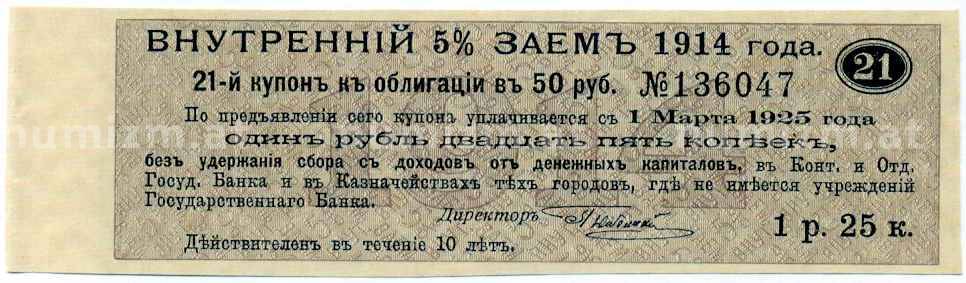 ВНУТРЕННІЙ 5% ЗАЕМЪ 1914 года.
21
21-й купонъ къ облигаціи въ 50 руб. №136047
По предъявленіи сего купона уплачивается съ 1 Марта 1925 года
одинъ рубль двадцать пять копѣекъ,
безъ удержанія сбора съ доходовъ отъ денежныхъ капиталовъ, въ Конт. и Отд.
Госуд. Банка и въ Казначействахъ тѣхъ городовъ, гдѣ не имѣется учрежденій
Государственнаго Банка.
Директоръ
1 р. 25 к.
Дѣйствителенъ въ теченіе 10 лѣтъ.